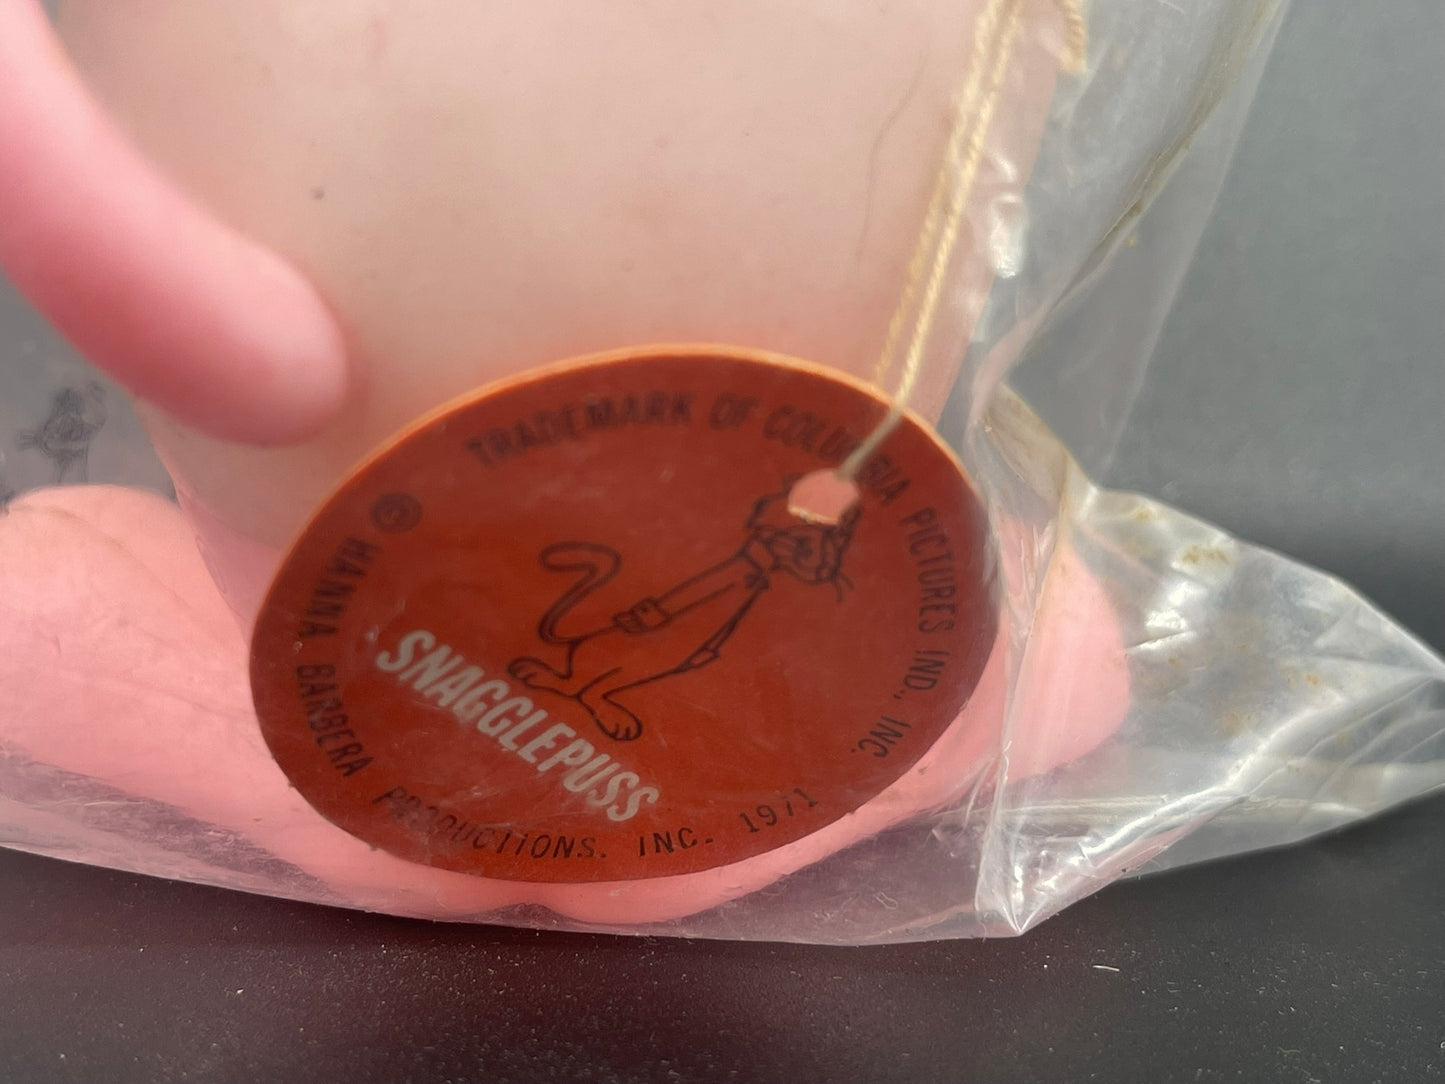 TRADEMARK OF COLUMBIA PICTURES IND., INC.
© HANNA BARBERA PRODUCTIONS. INC. 1971
SNAGGLEPUSS